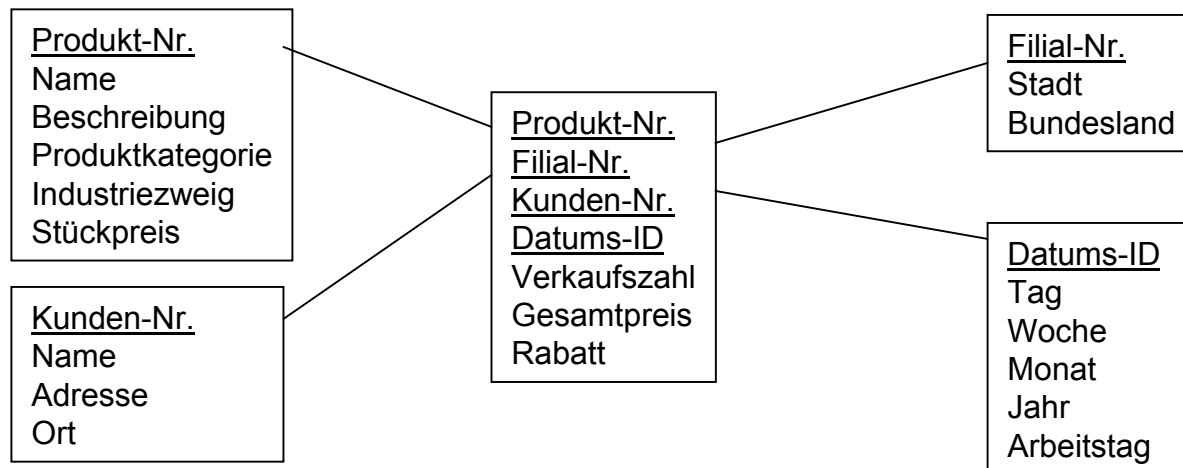 Produkt-Nr.
Name
Beschreibung
Produktkategorie
Industriezweig
Stückpreis
Kunden-Nr.
Name
Adresse
Ort
Produkt-Nr.
Filial-Nr.
Kunden-Nr.
Datums-ID
Verkaufszahl
Gesamtpreis
Rabatt
Filial-Nr.
Stadt
Bundesland
Datums-ID
Tag
Woche
Monat
Jahr
Arbeitstag